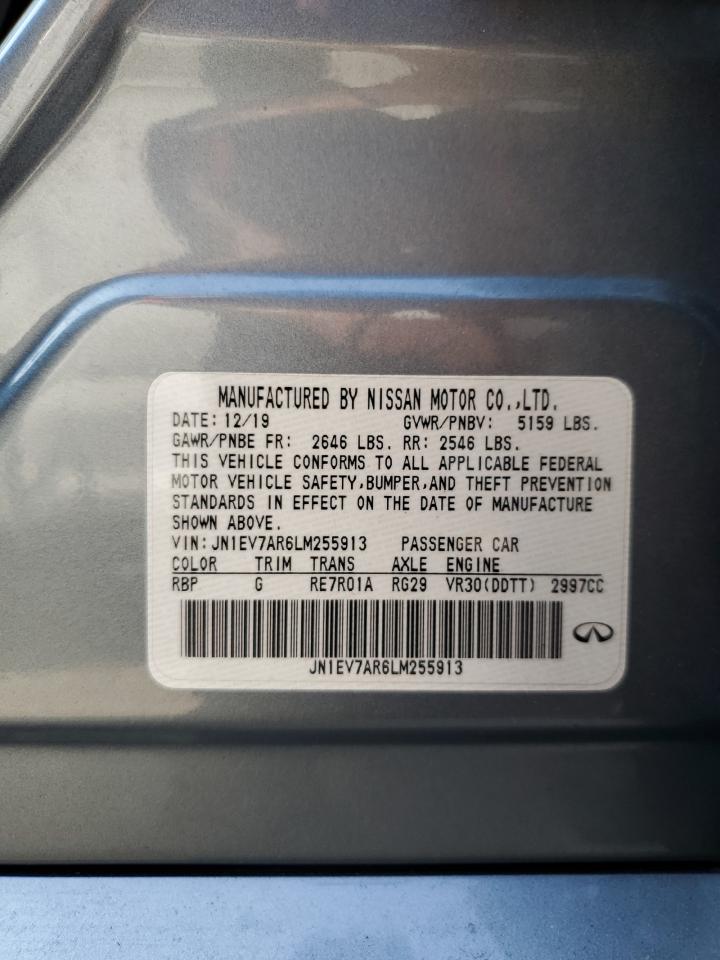 MANUFACTURED BY NISSAN MOTOR CO.,LTD.
DATE: 12/19 GVWR/PNBV: 5159 LBS.
GAWR/PNBE FR: 2646 LBS. RR: 2546 LBS.
THIS VEHICLE CONFORMS TO ALL APPLICABLE FEDERAL
MOTOR VEHICLE SAFETY,BUMPER,AND THEFT PREVENTION
STANDARDS IN EFFECT ON THE DATE OF MANUFACTURE
SHOWN ABOVE.
VIN:JN1EV7AR6LM255913 PASSENGER CAR
COLOR TRIM TRANS AXLE ENGINE
RBP G RE7R01A RG29 VR30(DDTT) 2997CC
JN1EV7AR6LM255913